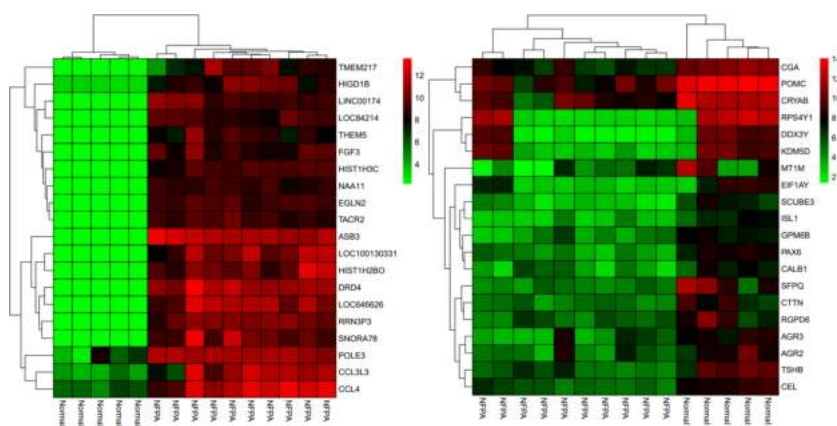 TMEM217
HIGD1B
LINC00174
LOC84214
THEM5
FGF3
HIST1H3C
NAA11
EGLN2
TACR2
ASB3
LOC100130331
HIST1H2BO
DRD4
LOC646626
RRN3P3
SNORA78
POLE3
CCL3L3
CCL4
12
10
8
6
4
Normal
Normal
Normal
Normal
Normal
NFPA
NFPA
NFPA
NFPA
NFPA
NFPA
NFPA
NFPA
NFPA
NFPA
CGA
POMC
CRYAB
RPS4Y1
DDX3Y
KDM5D
MT1M
EIF1AY
SCUBE3
ISL1
GPM6B
PAX6
CALB1
SFPQ
CTTN
RGPD6
AGR3
AGR2
TSHB
CEL
14
12
10
8
6
4
2
NFPA
NFPA
NFPA
NFPA
NFPA
NFPA
NFPA
NFPA
NFPA
NFPA
Normal
Normal
Normal
Normal
Normal